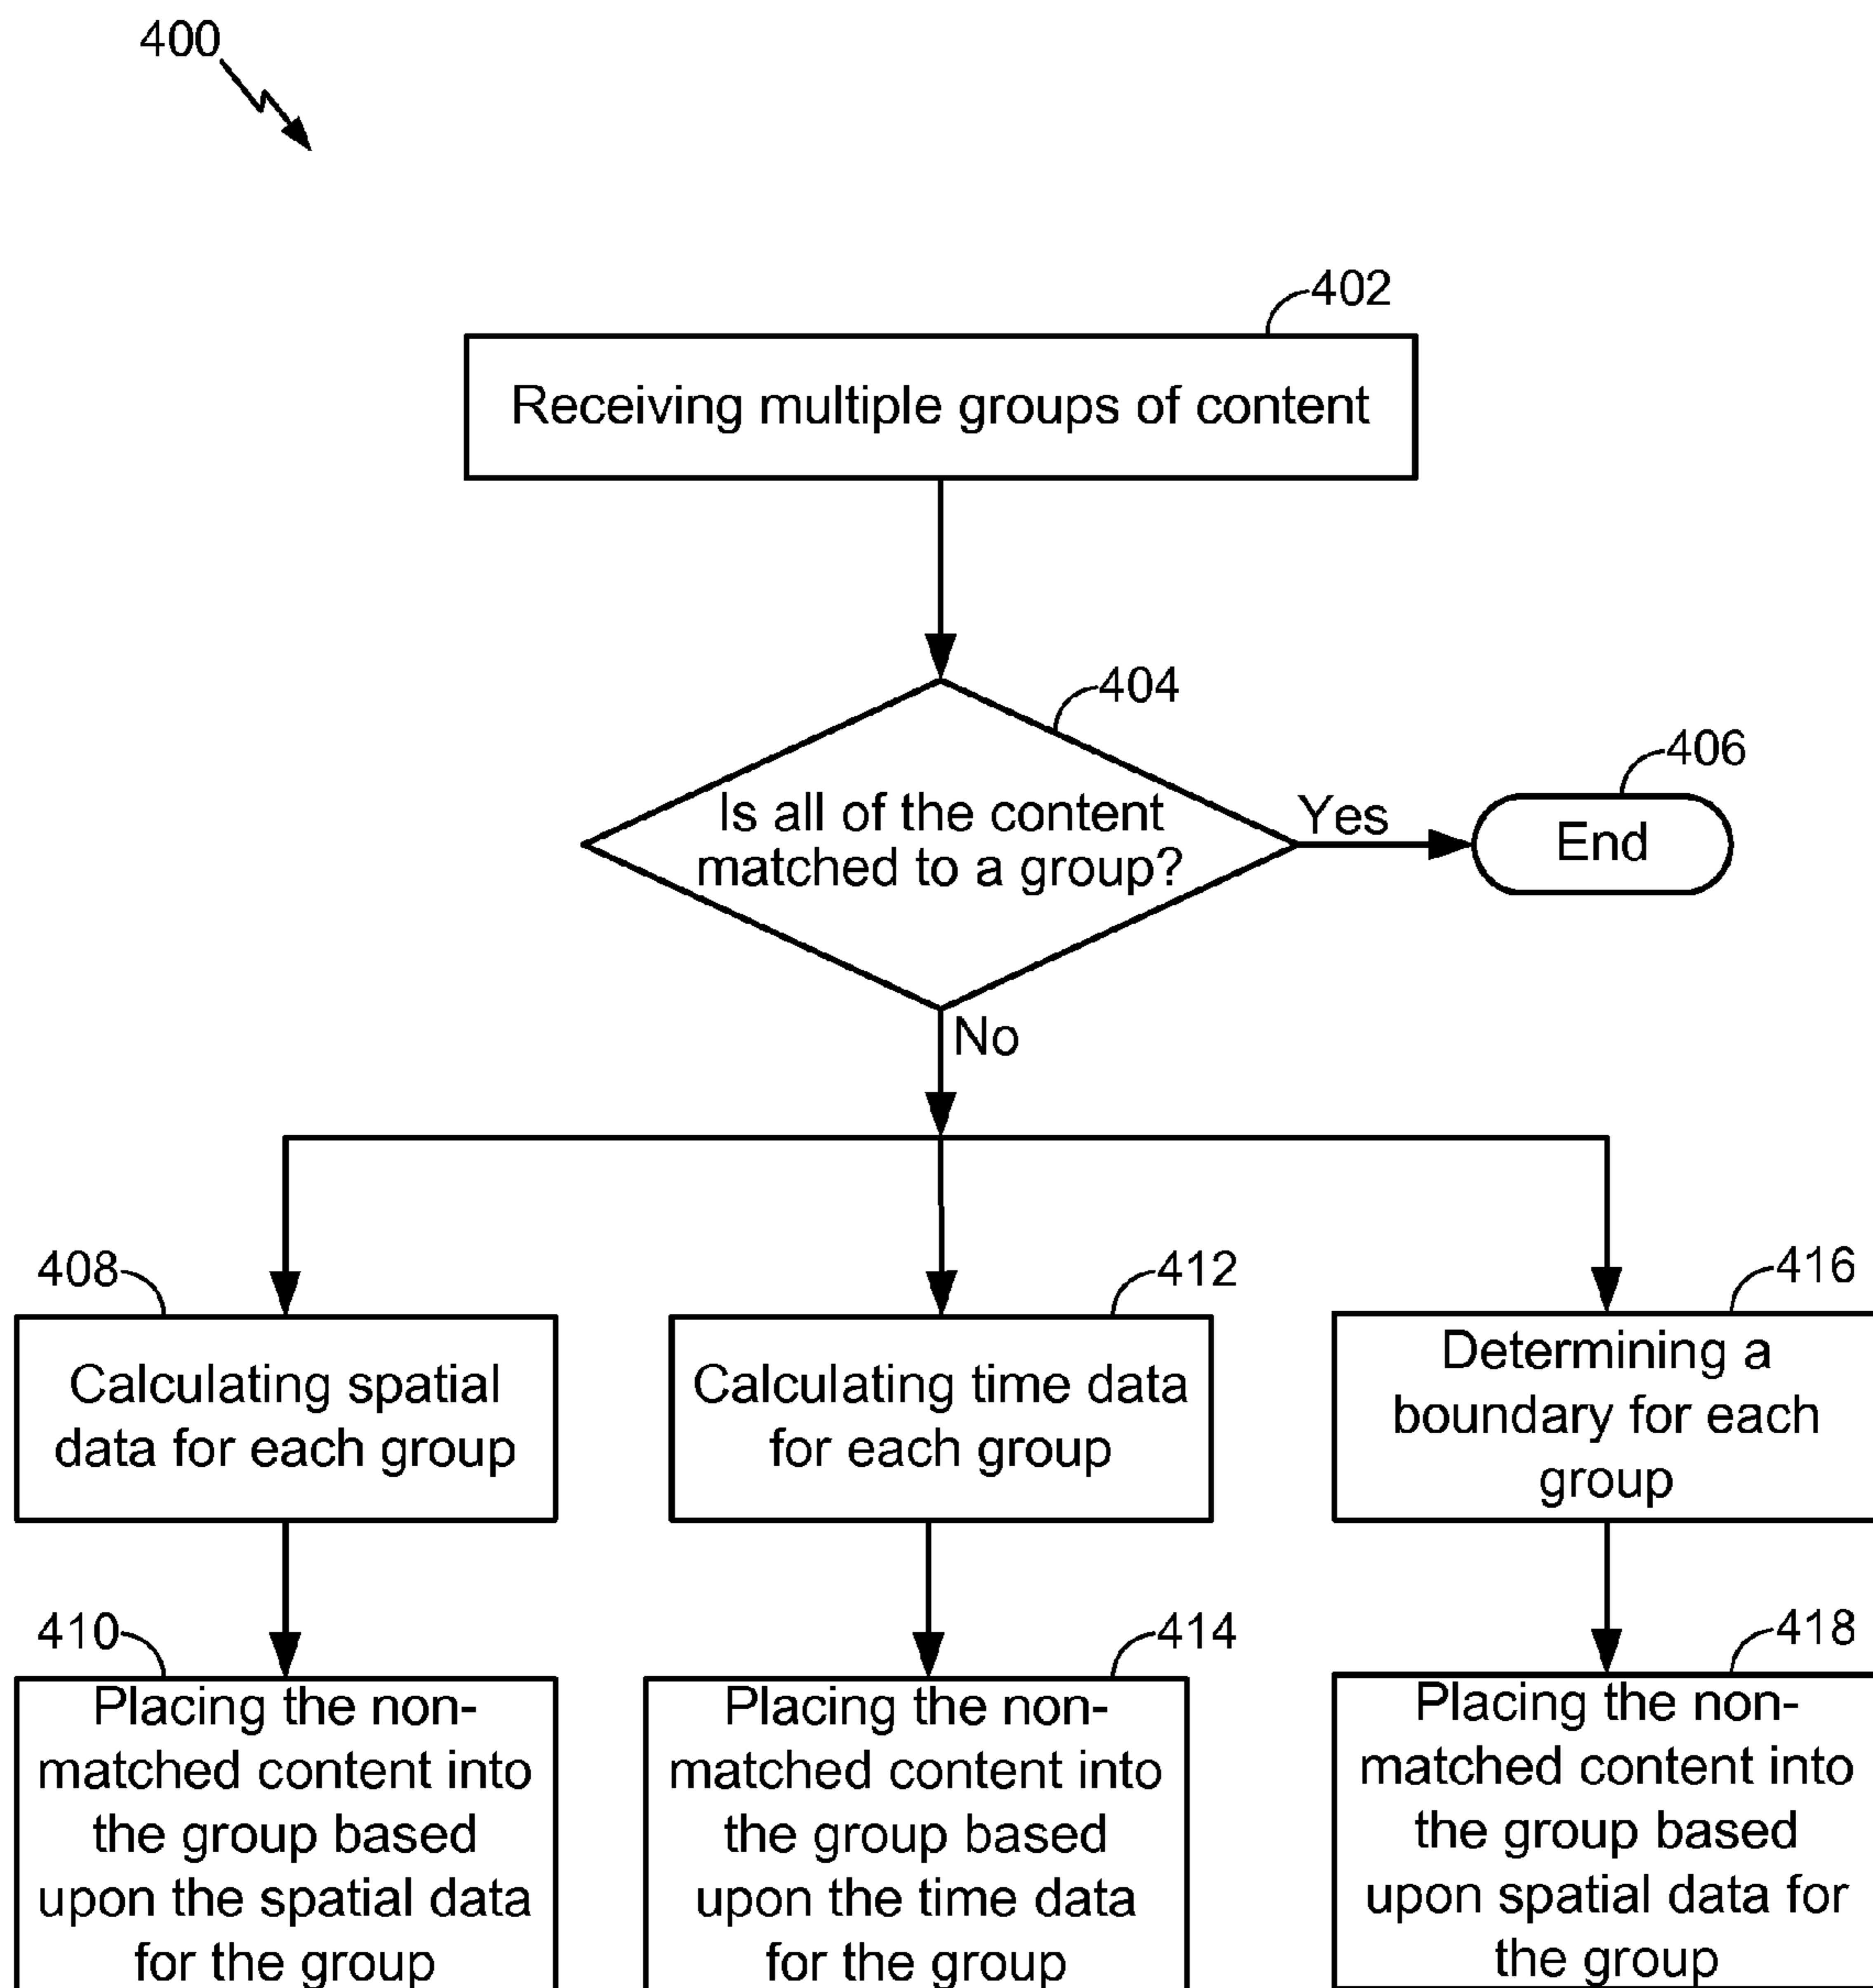 400
402
Receiving multiple groups of content
404
Is all of the content
matched to a group?
Yes
406
End
No
408
Calculating spatial
data for each group
412
Calculating time data
for each group
416
Determining a
boundary for each
group
410
Placing the non-
matched content into
the group based
upon the spatial data
for the group
414
Placing the non-
matched content into
the group based
upon the time data
for the group
418
Placing the non-
matched content into
the group based
upon spatial data for
the group